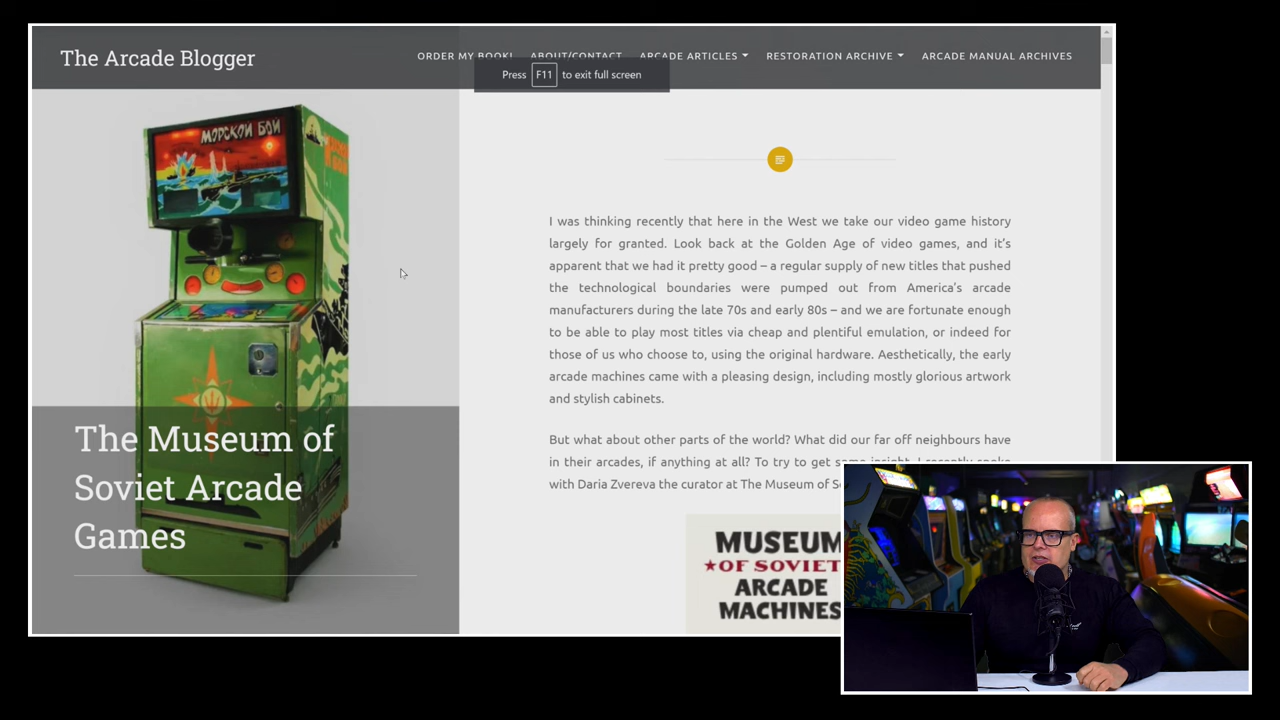 The Arcade Blogger
ORDER MY BOOK! ABOUT/CONTACT ARCADE ARTICLES RESTORATION ARCHIVE ARCADE MANUAL ARCHIVES
Press F11 to exit full screen
МОРСКОЙ БОЙ
The Museum of
Soviet Arcade
Games
I was thinking recently that here in the West we take our video game history
largely for granted. Look back at the Golden Age of video games, and it's
apparent that we had it pretty good – a regular supply of new titles that pushed
the technological boundaries were pumped out from America's arcade
manufacturers during the late 70s and early 80s – and we are fortunate enough
to be able to play most titles via cheap and plentiful emulation, or indeed for
those of us who choose to, using the original hardware. Aesthetically, the early
arcade machines came with a pleasing design, including mostly glorious artwork
and stylish cabinets.
But what about other parts of the world? What did our far off neighbours have
in their arcades, if anything at all? To try to get some insight, I recently spoke
with Daria Zvereva the curator at The Museum of
MUSEUM
OF SOVIET
ARCADE
MACHINES